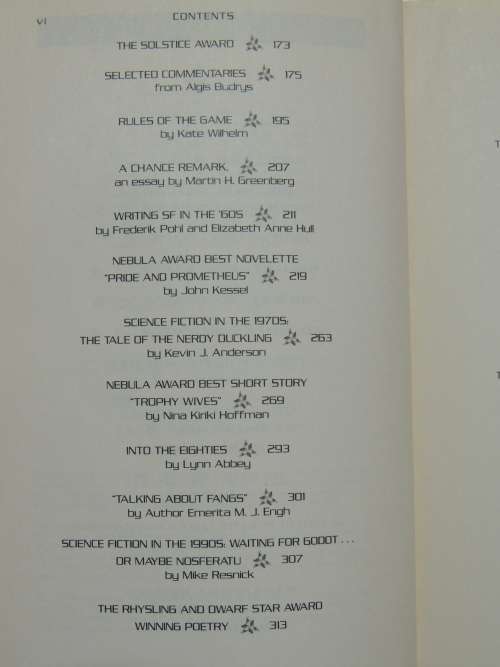 vi
CONTENTS
THE SOLSTICE AWARD 173
SELECTED COMMENTARIES 175
from Algis Budrys
RULES OF THE GAME 195
by Kate Wilhelm
A CHANCE REMARK, 207
an essay by Martin H. Greenberg
WRITING SF IN THE '60S 211
by Frederik Pohl and Elizabeth Anne Hull
NEBULA AWARD BEST NOVELETTE
"PRIDE AND PROMETHEUS" 219
by John Kessel
SCIENCE FICTION IN THE 1970S:
THE TALE OF THE NERDY DUCKLING 263
by Kevin J. Anderson
NEBULA AWARD BEST SHORT STORY
"TROPHY WIVES" 269
by Nina Kiriki Hoffman
INTO THE EIGHTIES 293
by Lynn Abbey
"TALKING ABOUT FANGS" 301
by Author Emerita M. J. Engh
SCIENCE FICTION IN THE 1990S: WAITING FOR GODOT . . .
OR MAYBE NOSFERATU 307
by Mike Resnick
THE RHYSLING AND DWARF STAR AWARD
WINNING POETRY 313